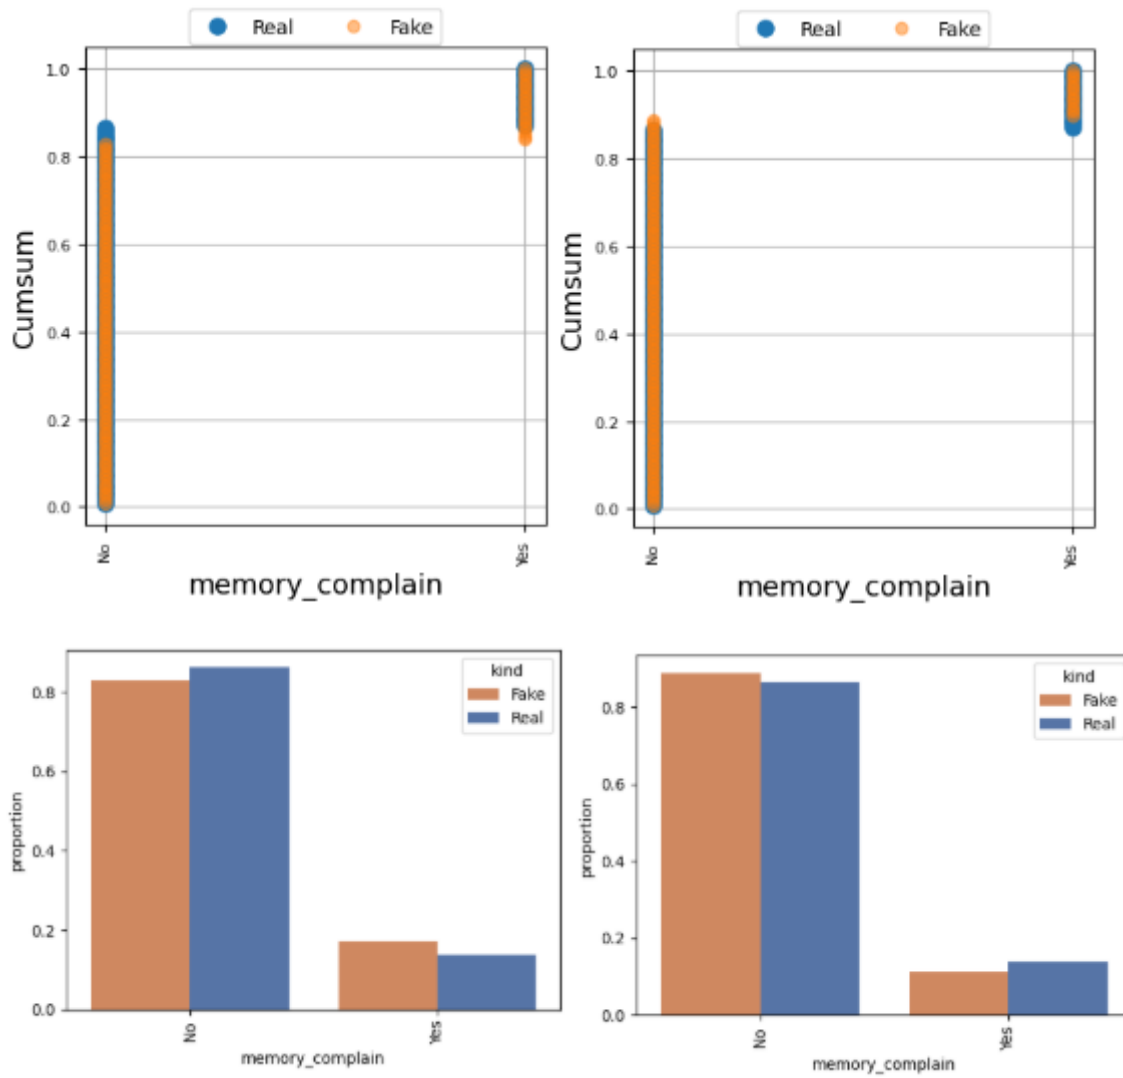 Real Fake
1.0
0.8
0.6
0.4
0.2
0.0
Cumsum
No Yes
memory_complain
Real Fake
1.0
0.8
0.6
0.4
0.2
0.0
Cumsum
No Yes
memory_complain
kind
Fake
Real
0.8
0.6
0.4
0.2
0.0
proportion
No Yes
memory_complain
kind
Fake
Real
0.8
0.6
0.4
0.2
0.0
proportion
No Yes
memory_complain